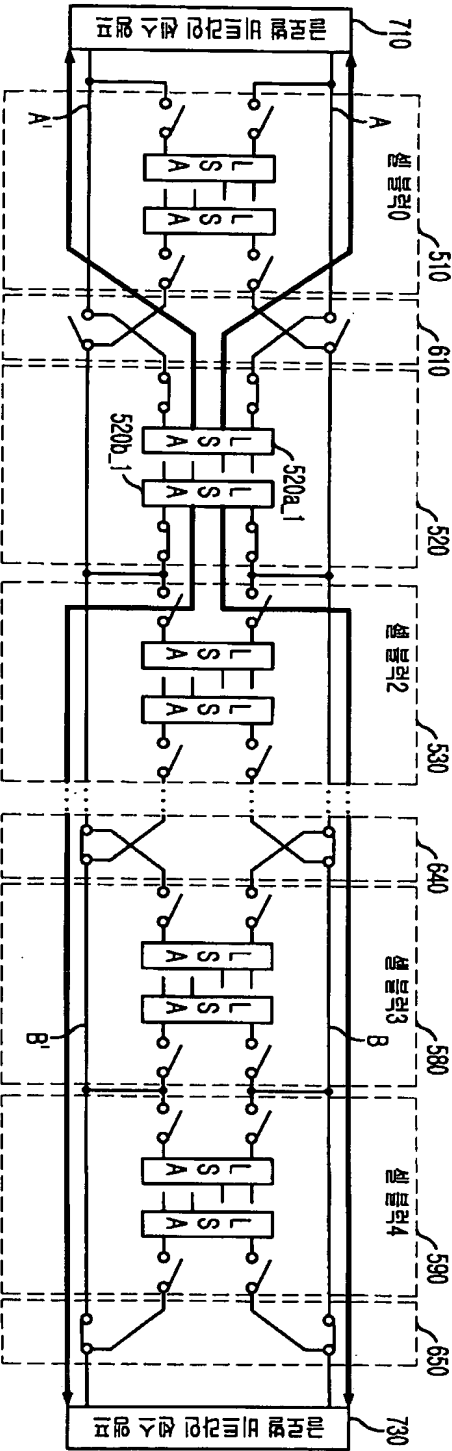 글로벌 비트라인 센스 앰프
710
A'
A
셀 블럭0
510
L S A
L S A
610
520
520a_1
L S A
520b_1
L S A
셀 블럭2
530
L S A
L S A
640
셀 블럭3
580
L S A
L S A
B'
B
셀 블럭4
590
L S A
L S A
650
글로벌 비트라인 센스 앰프
730